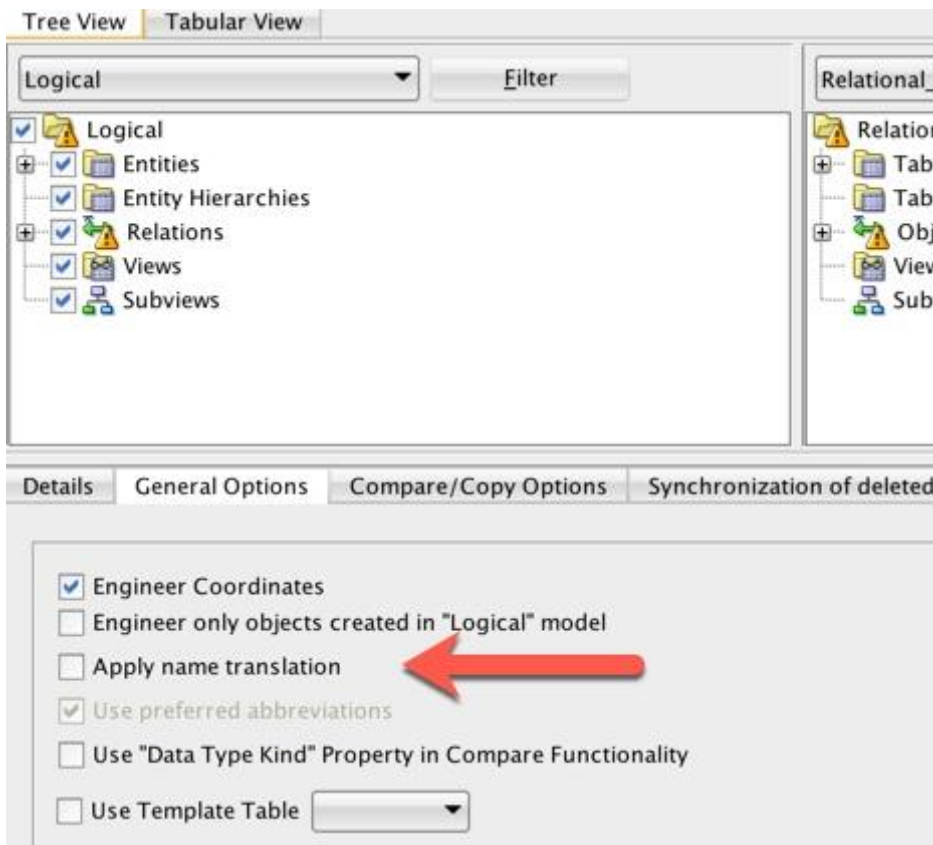 Tree View Tabular View
Logical Filter
Logical
Entities
Entity Hierarchies
Relations
Views
Subviews
Relational_
Relation
Tab
Tab
Obj
View
Sub
Details General Options Compare/Copy Options Synchronization of deleted
Engineer Coordinates
Engineer only objects created in "Logical" model
Apply name translation
Use preferred abbreviations
Use "Data Type Kind" Property in Compare Functionality
Use Template Table